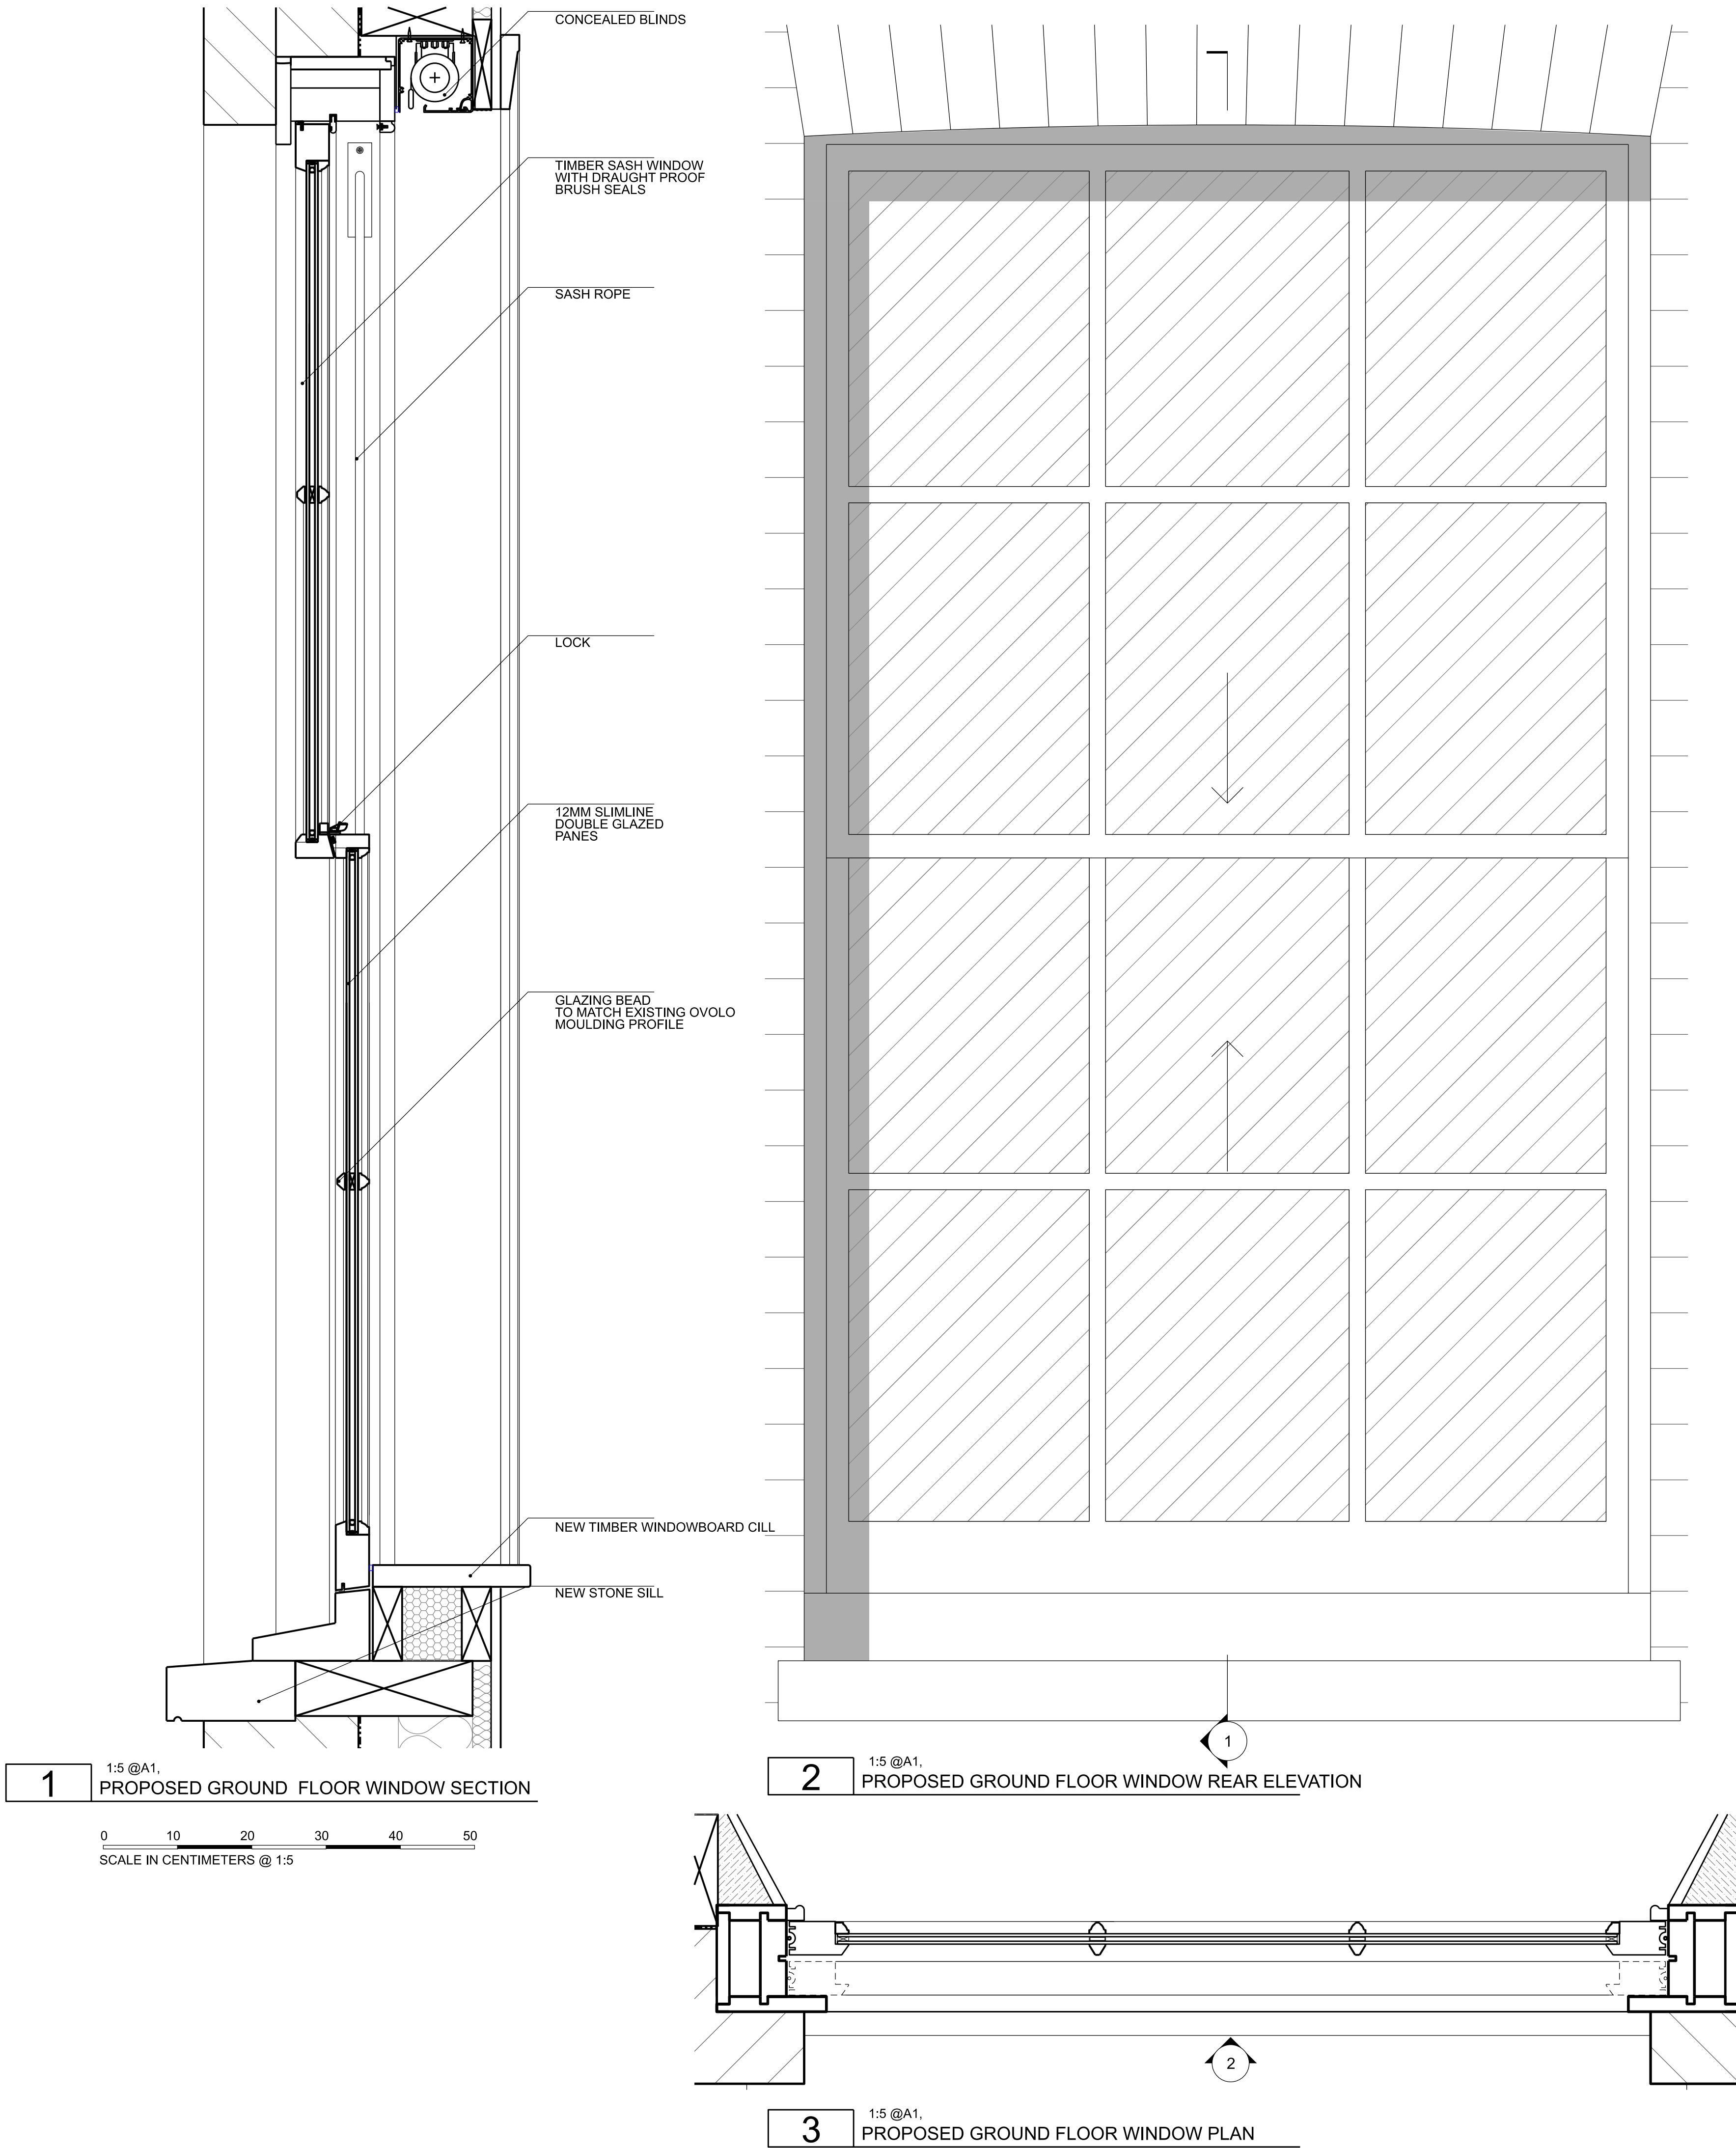 CONCEALED BLINDS
TIMBER SASH WINDOW
WITH DRAUGHT PROOF
BRUSH SEALS
SASH ROPE
LOCK
12MM SLIMLINE
DOUBLE GLAZED
PANES
GLAZING BEAD
TO MATCH EXISTING OVOLO
MOULDING PROFILE
NEW TIMBER WINDOWBOARD CILL
NEW STONE SILL
1
1:5 @A1,
PROPOSED GROUND FLOOR WINDOW SECTION
0 10 20 30 40 50
SCALE IN CENTIMETERS @ 1:5
1
2
1:5 @A1,
PROPOSED GROUND FLOOR WINDOW REAR ELEVATION
2
3
1:5 @A1,
PROPOSED GROUND FLOOR WINDOW PLAN